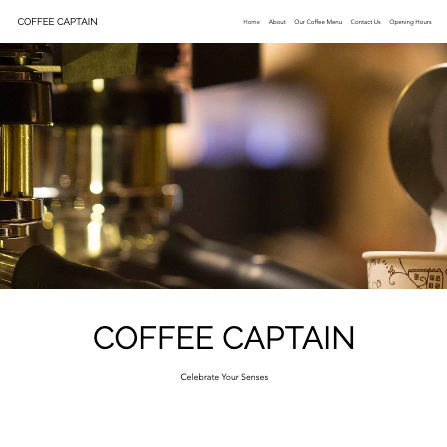 COFFEE CAPTAIN
Home About Our Coffee Menu Contact Us Opening Hours
COFFEE CAPTAIN
Celebrate Your Senses